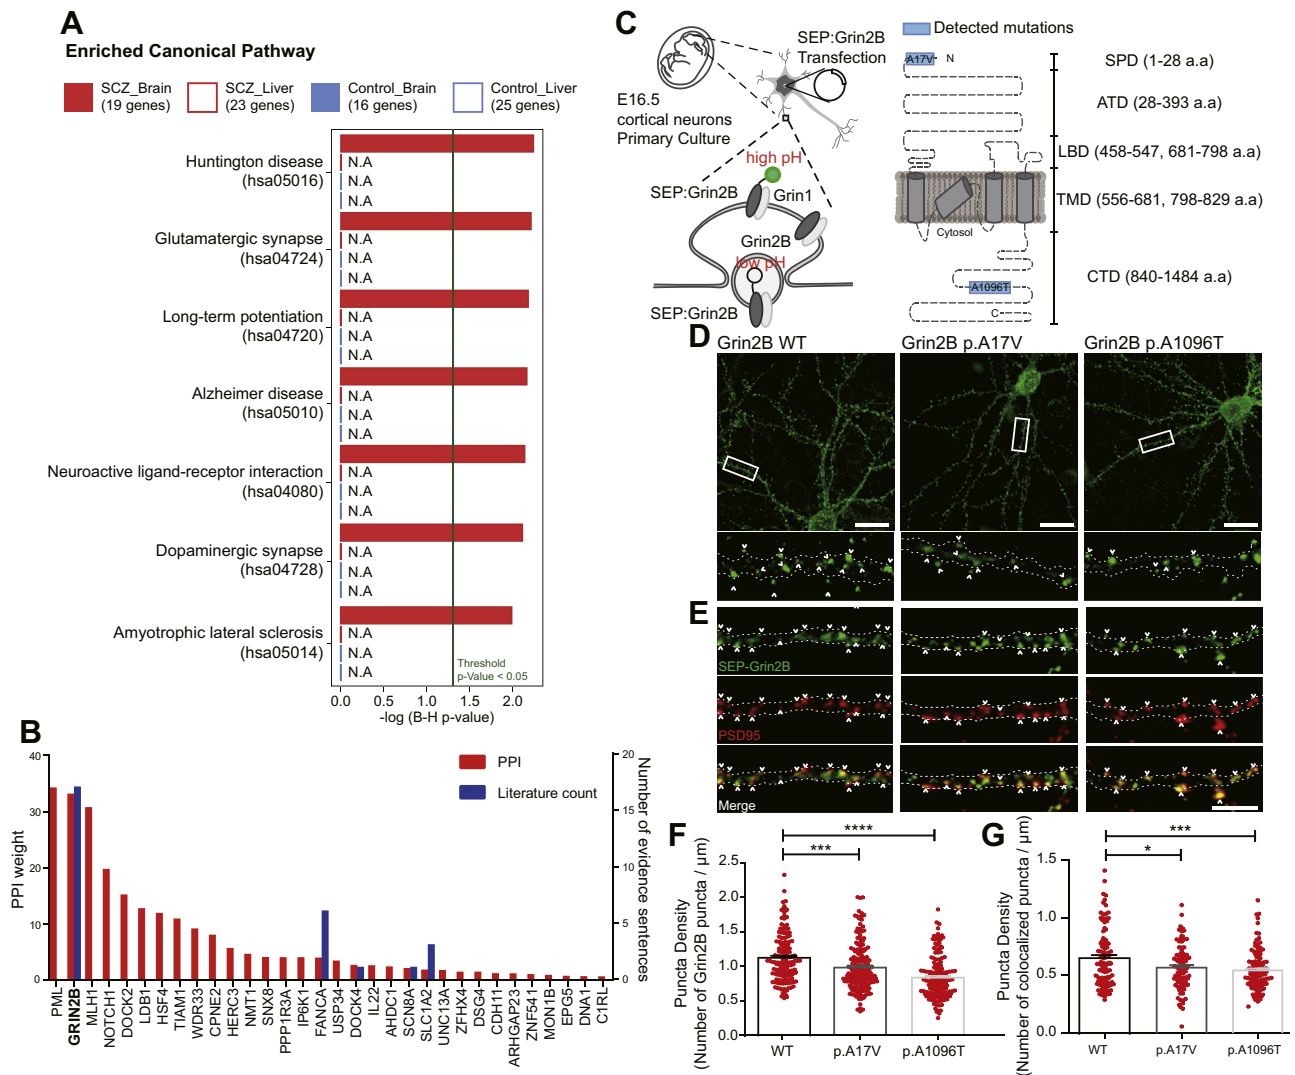 A
Enriched Canonical Pathway
SCZ_Brain
(19 genes)
SCZ_Liver
(23 genes)
Control_Brain
(16 genes)
Control_Liver
(25 genes)
Huntington disease
(hsa05016)
N.A
N.A
N.A
Glutamatergic synapse
(hsa04724)
N.A
N.A
N.A
Long-term potentiation
(hsa04720)
N.A
N.A
N.A
Alzheimer disease
(hsa05010)
N.A
N.A
N.A
Neuroactive ligand-receptor interaction
(hsa04080)
N.A
N.A
N.A
Dopaminergic synapse
(hsa04728)
N.A
N.A
N.A
Amyotrophic lateral sclerosis
(hsa05014)
N.A
N.A
N.A
Threshold
p-Value < 0.05
0.0 0.5 1.0 1.5 2.0
-log (B-H p-value)
B
PPI weight
40
30
20
10
0
PPI
Literature count
20
15
10
5
0
Number of evidence sentences
PML
GRIN2B
MLH1
NOTCH1
DOCK2
LDB1
HSF4
TIAM1
WDR33
CPNE2
HERC3
NMT1
SNX8
PPP1R3A
IP6K1
FANCA
USP34
DOCK4
IL22
AHDC1
SCN8A
SLC1A2
UNC13A
ZFHX4
DSG4
CDH11
ARHGAP23
ZNF541
MON1B
EPG5
DNA1
C1RL
C
SEP:Grin2B
Transfection
E16.5
cortical neurons
Primary Culture
high pH
SEP:Grin2B
Grin1
Grin2B
low pH
SEP:Grin2B
Detected mutations
A17V
N
SPD (1-28 a.a)
ATD (28-393 a.a)
LBD (458-547, 681-798 a.a)
TMD (556-681, 798-829 a.a)
Cytosol
CTD (840-1484 a.a)
A1096T
C
D
Grin2B WT
Grin2B p.A17V
Grin2B p.A1096T
E
SEP-Grin2B
PSD95
Merge
F
Puncta Density
(Number of Grin2B puncta / μm)
2.5
2.0
1.5
1.0
0.5
0.0
****
***
WT
p.A17V
p.A1096T
G
Puncta Density
(Number of colocalized puncta / μm)
1.5
1.0
0.5
0.0
***
*
WT
p.A17V
p.A1096T